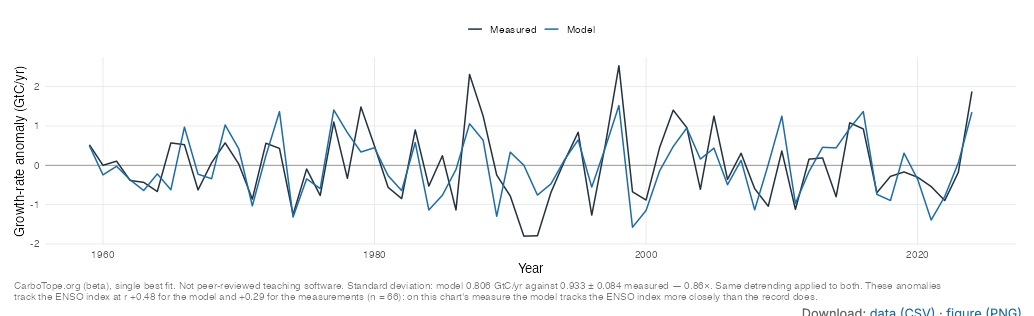 Measured Model
Growth-rate anomaly (GtC/yr)
2
1
0
-1
-2
1960 1980 2000 2020
Year
CarboTope.org (beta), single best fit. Not peer-reviewed teaching software. Standard deviation: model 0.806 GtC/yr against 0.933 ± 0.084 measured — 0.86×. Same detrending applied to both. These anomalies
track the ENSO index at r +0.48 for the model and +0.29 for the measurements (n = 66): on this chart's measure the model tracks the ENSO index more closely than the record does.
Download: data (CSV) · figure (PNG)